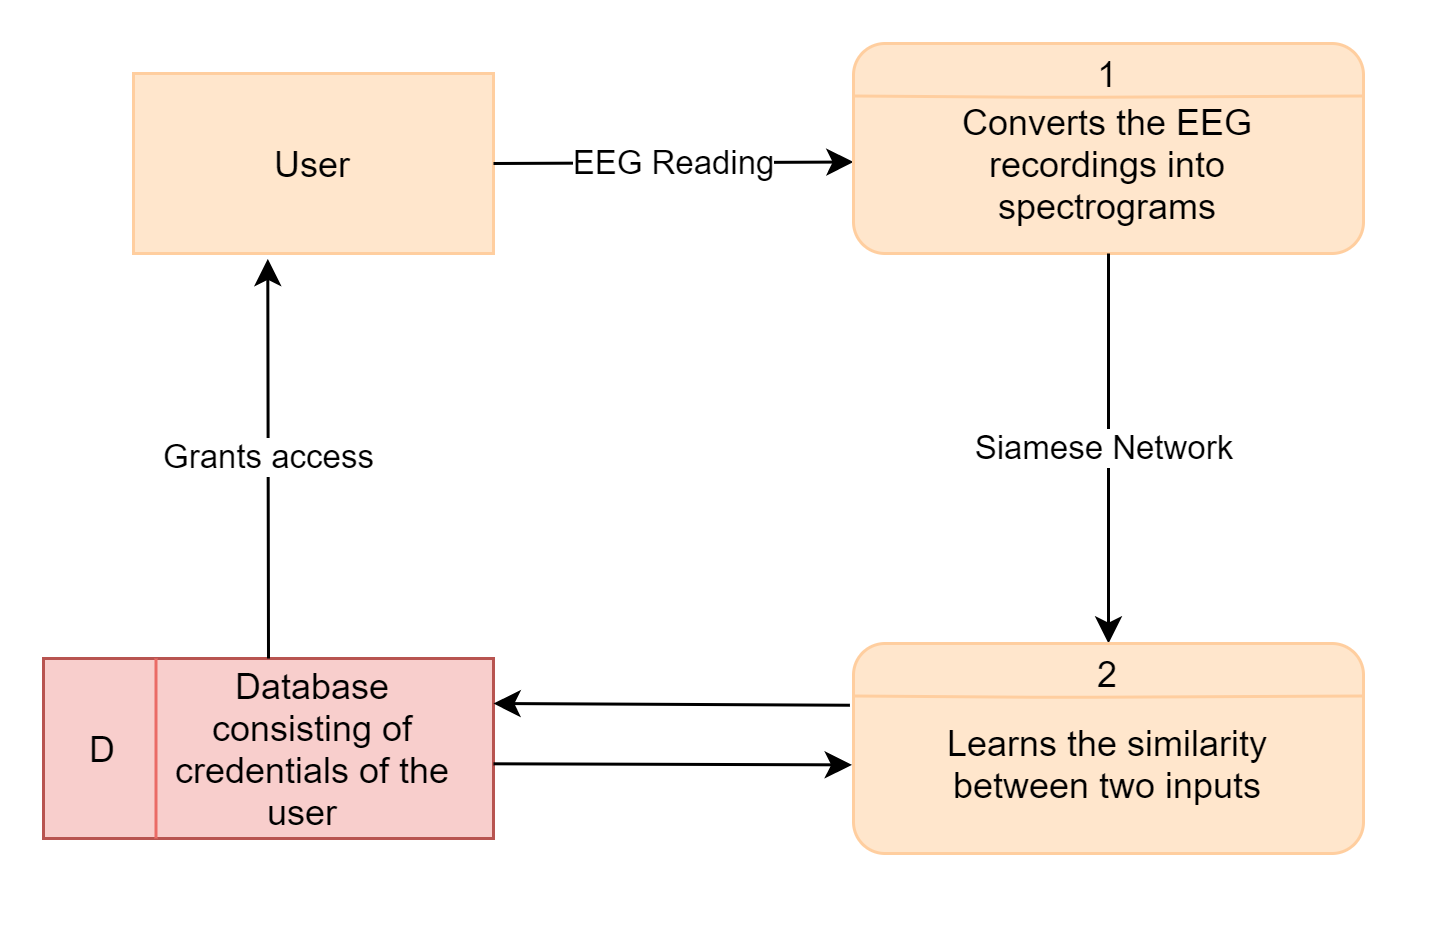 User
EEG Reading
1
Converts the EEG
recordings into
spectrograms
Grants access
Siamese Network
D
Database
consisting of
credentials of the
user
2
Learns the similarity
between two inputs